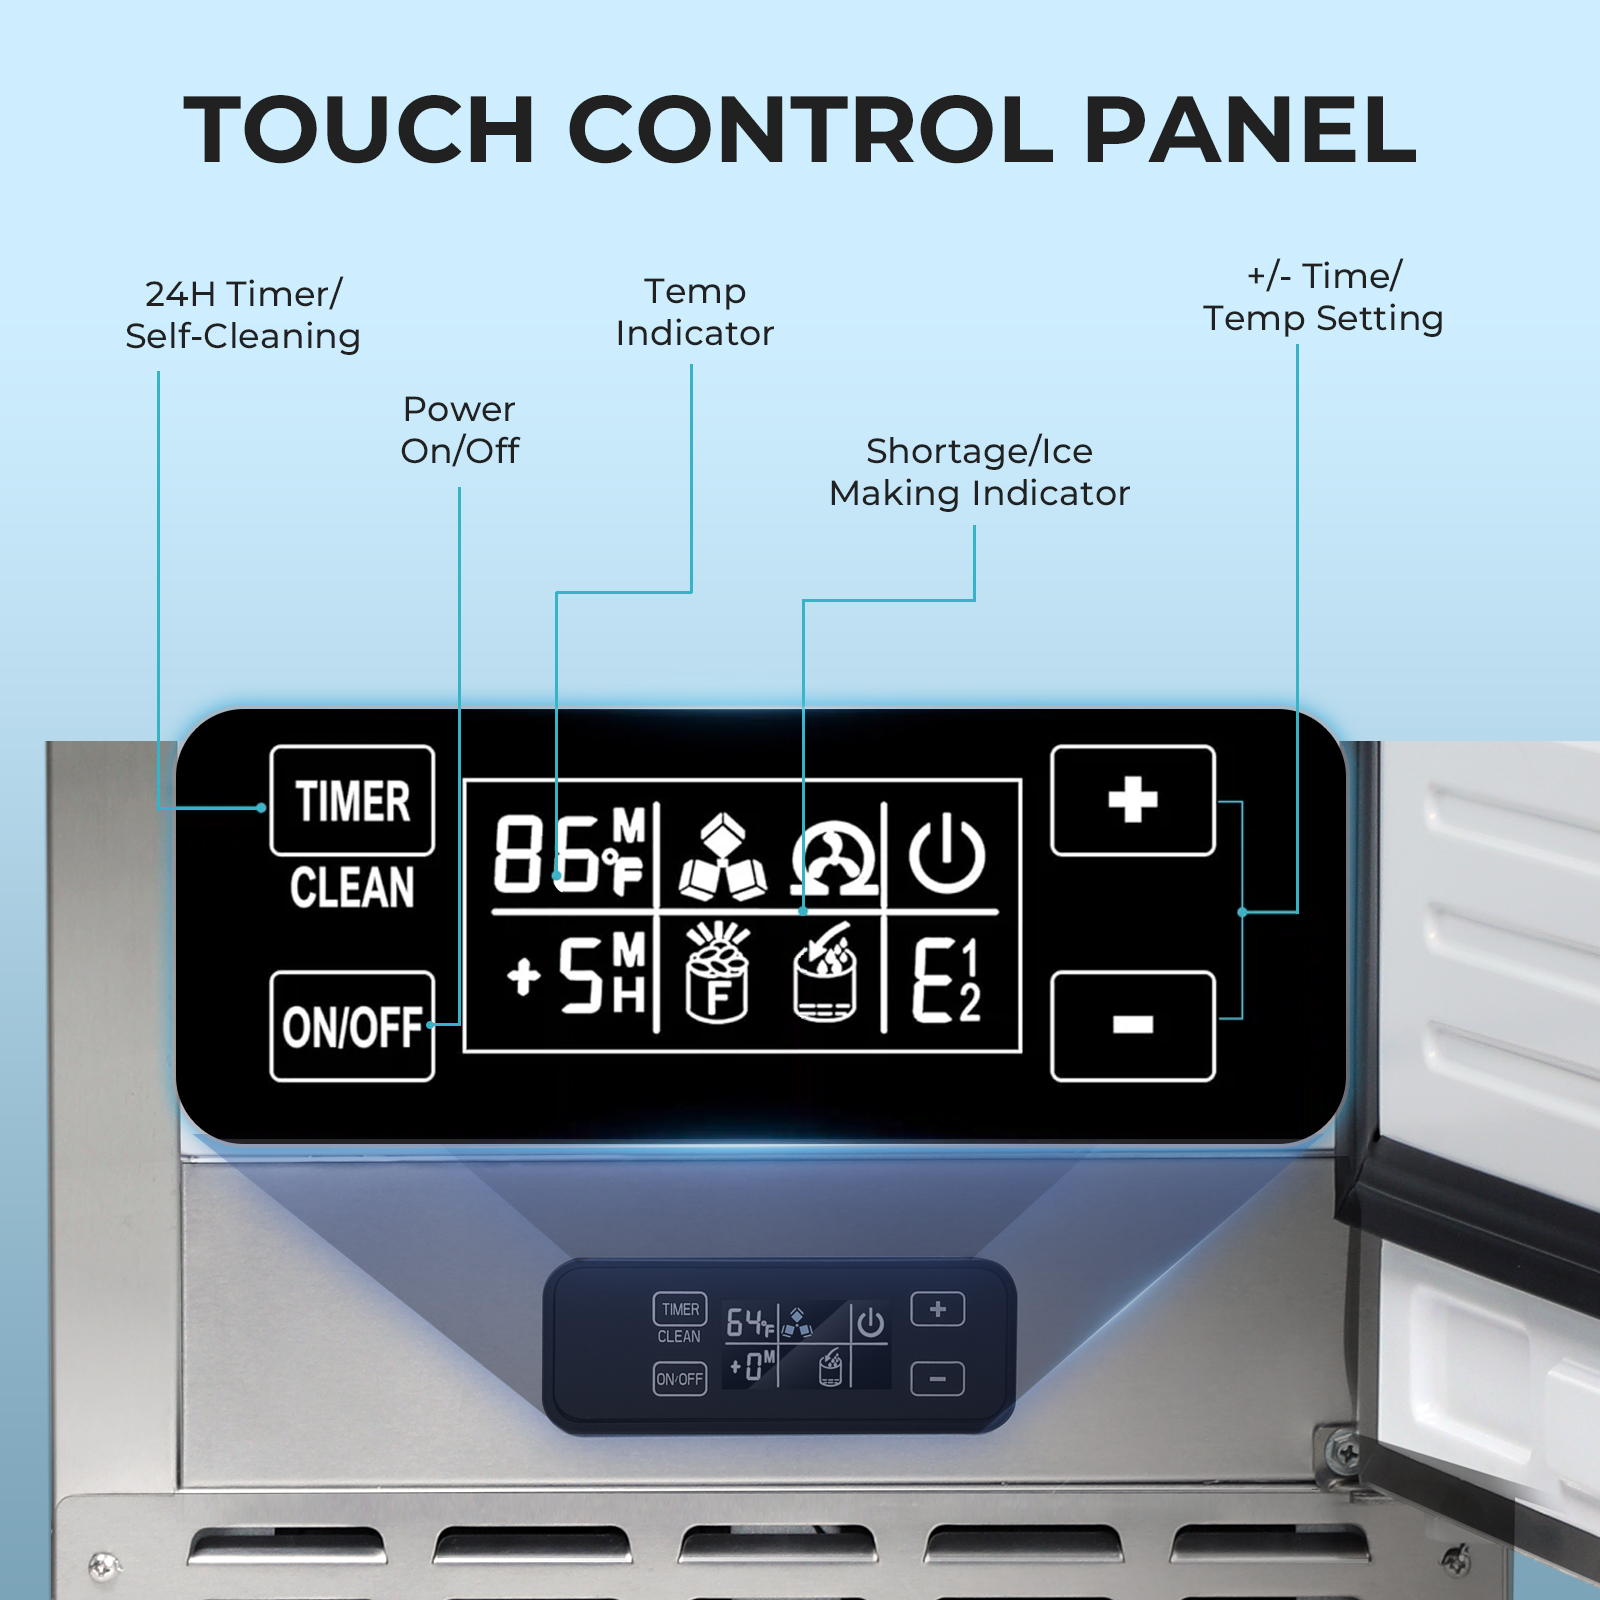 TOUCH CONTROL PANEL
24H Timer/
Self-Cleaning
Power
On/Off
Temp
Indicator
Shortage/Ice
Making Indicator
+/- Time/
Temp Setting
TIMER
CLEAN
ON/OFF
86 M
°F
+5 M
H
F
E 1
2
+
-
TIMER
CLEAN
ON/OFF
64°F
+0 M
+
-